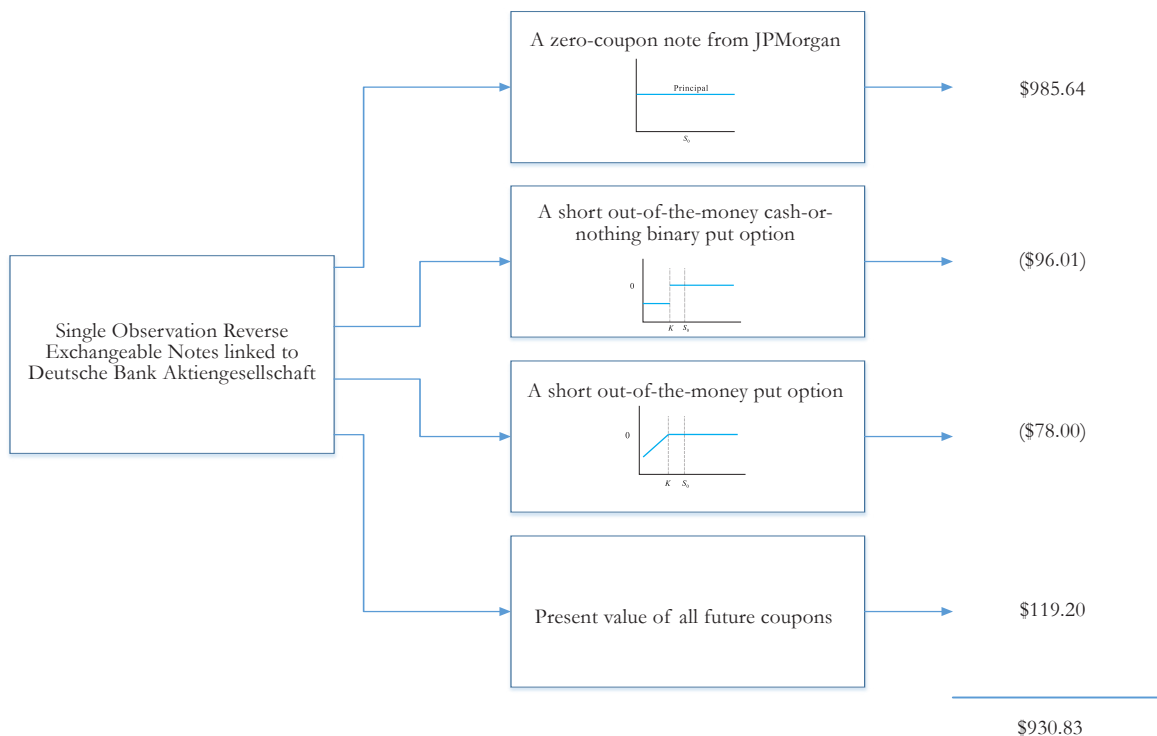 A zero-coupon note from JPMorgan
Principal
S₀
$985.64
A short out-of-the-money cash-or-
nothing binary put option
0
K S₀
($96.01)
Single Observation Reverse
Exchangeable Notes linked to
Deutsche Bank Aktiengesellschaft
A short out-of-the-money put option
0
K S₀
($78.00)
Present value of all future coupons
$119.20
$930.83